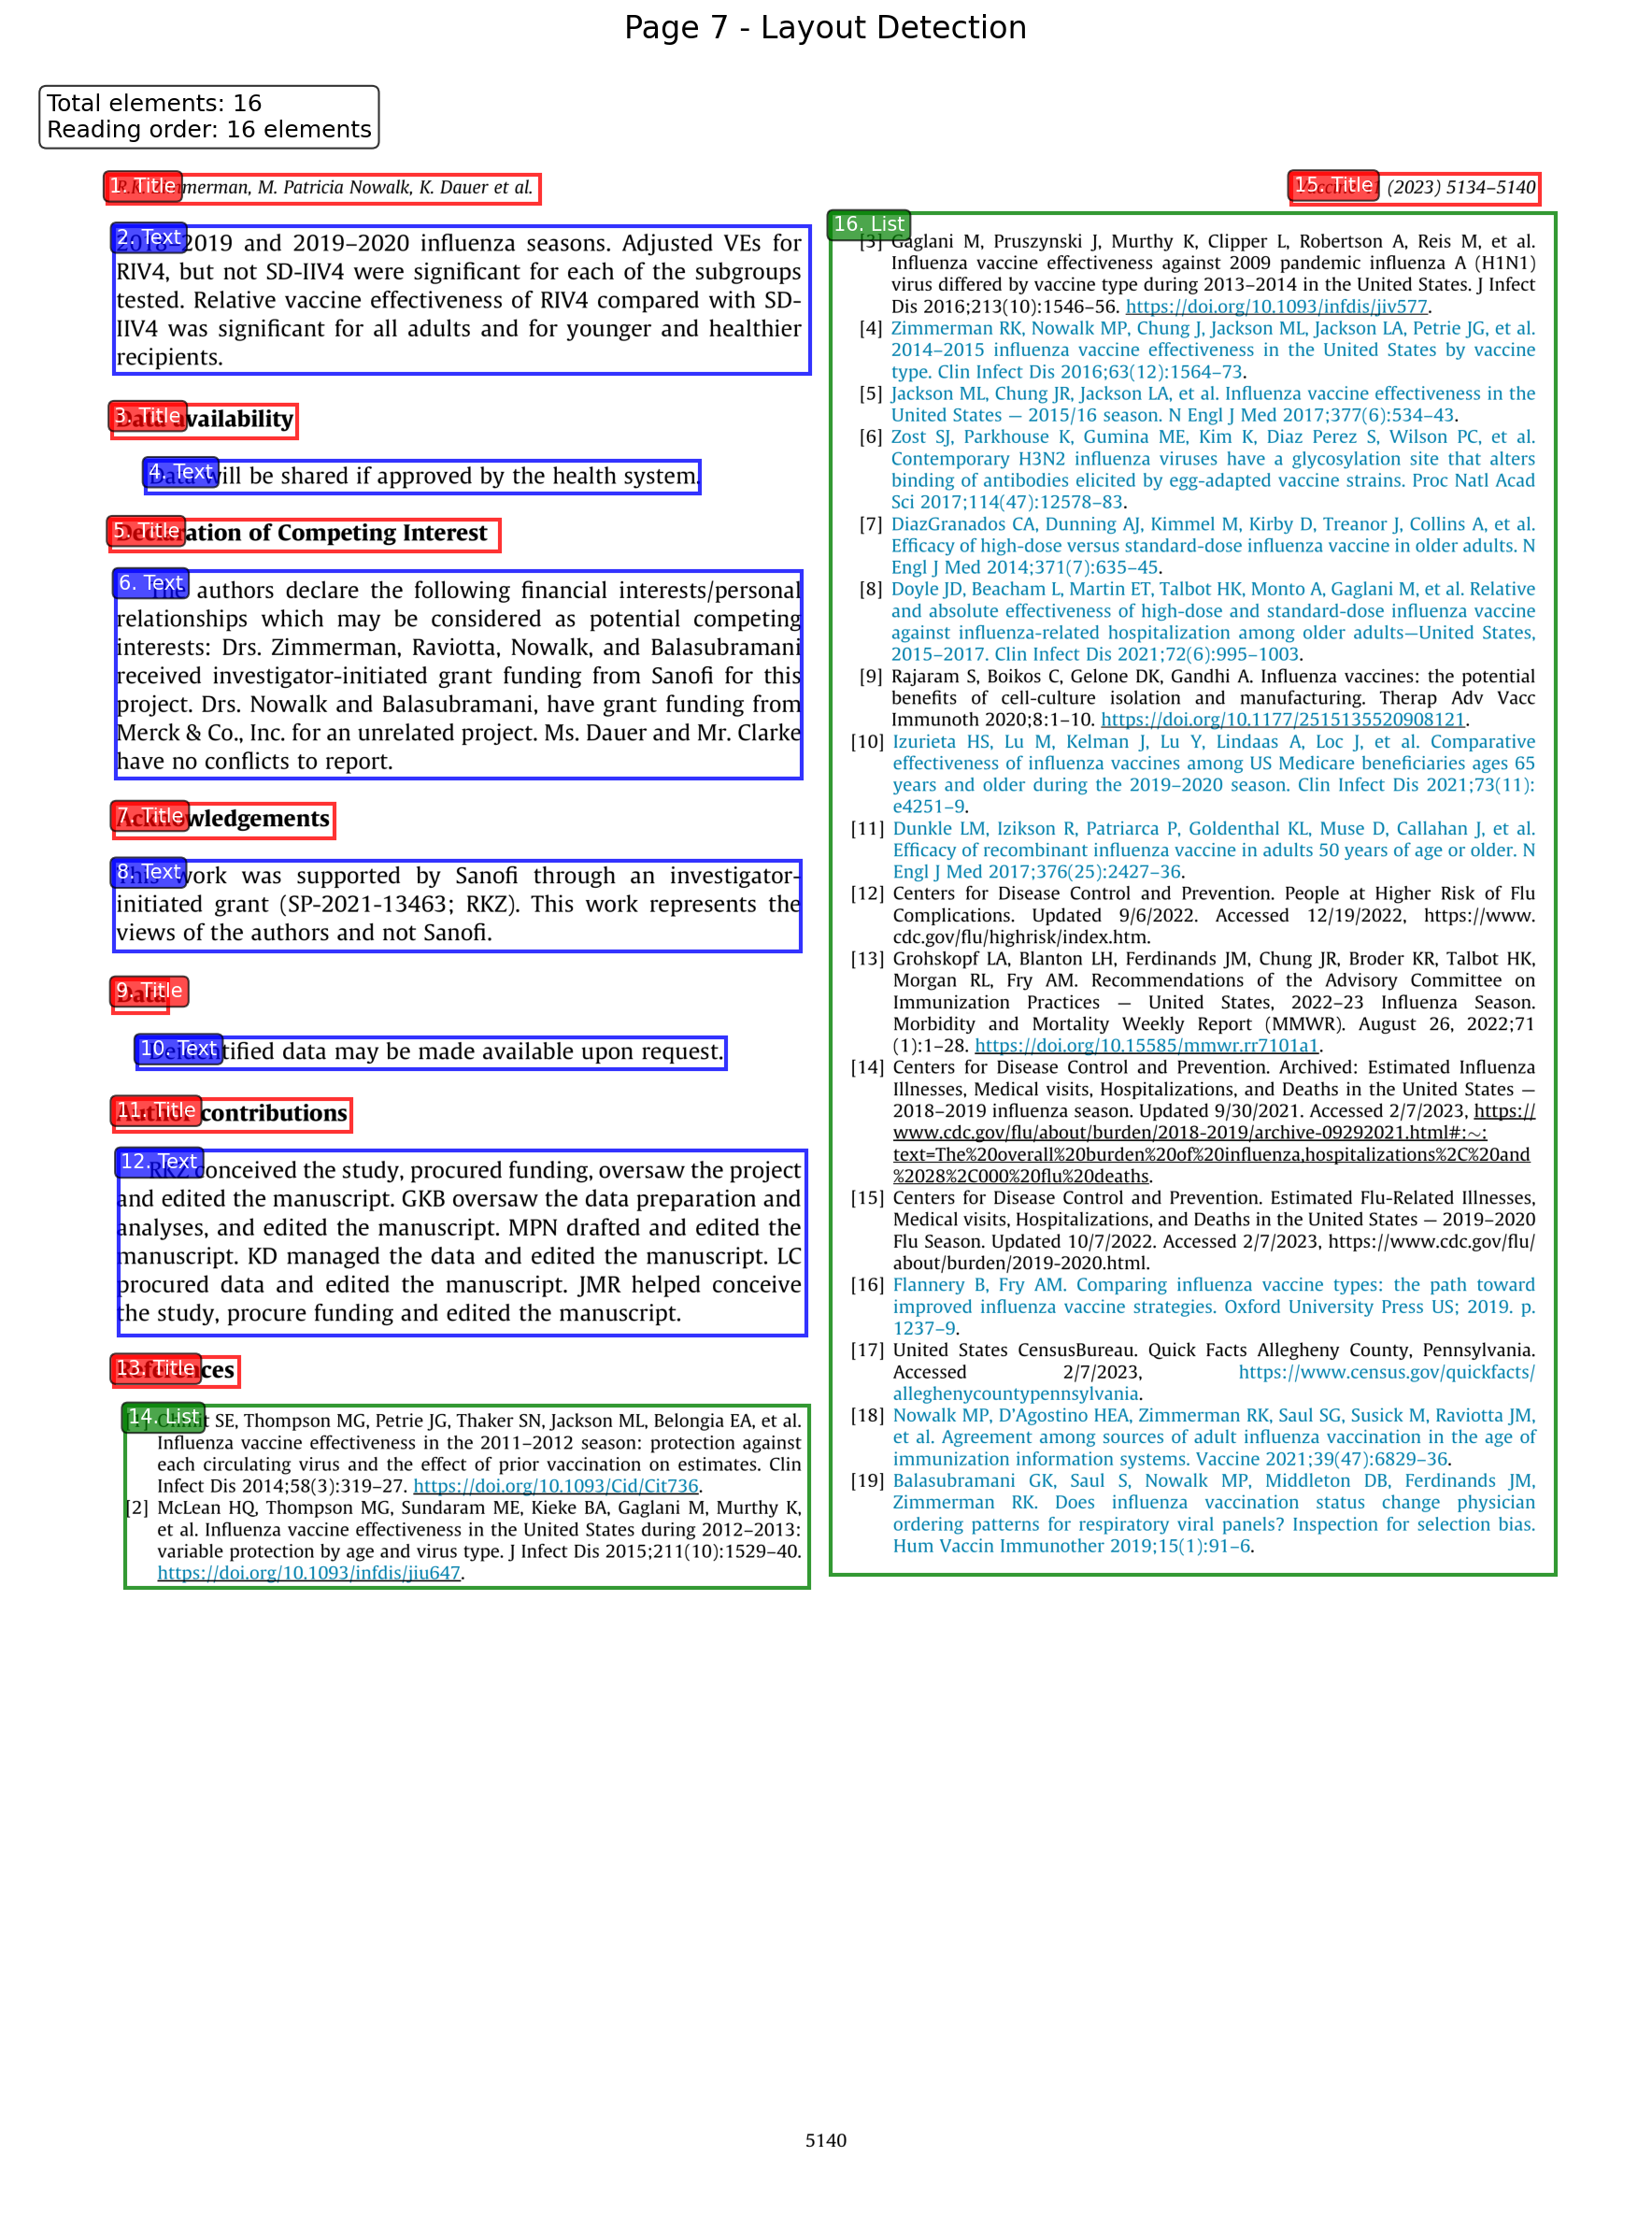 Page 7 - Layout Detection
Total elements: 16
Reading order: 16 elements
1. Title
merman, M. Patricia Nowalk, K. Dauer et al.
2. Text
2019 and 2019–2020 influenza seasons. Adjusted VEs for
RIV4, but not SD-IIV4 were significant for each of the subgroups
tested. Relative vaccine effectiveness of RIV4 compared with SD-
IIV4 was significant for all adults and for younger and healthier
recipients.
3. Title
Data availability
4. Text
Data will be shared if approved by the health system.
5. Title
Declaration of Competing Interest
6. Text
The authors declare the following financial interests/personal
relationships which may be considered as potential competing
interests: Drs. Zimmerman, Raviotta, Nowalk, and Balasubramani
received investigator-initiated grant funding from Sanofi for this
project. Drs. Nowalk and Balasubramani, have grant funding from
Merck & Co., Inc. for an unrelated project. Ms. Dauer and Mr. Clarke
have no conflicts to report.
7. Title
Acknowledgements
8. Text
This work was supported by Sanofi through an investigator-
initiated grant (SP-2021-13463; RKZ). This work represents the
views of the authors and not Sanofi.
9. Title
Data
10. Text
Deidentified data may be made available upon request.
11. Title
Author contributions
12. Text
RKZ conceived the study, procured funding, oversaw the project
and edited the manuscript. GKB oversaw the data preparation and
analyses, and edited the manuscript. MPN drafted and edited the
manuscript. KD managed the data and edited the manuscript. LC
procured data and edited the manuscript. JMR helped conceive
the study, procure funding and edited the manuscript.
13. Title
References
14. List
SE, Thompson MG, Petrie JG, Thaker SN, Jackson ML, Belongia EA, et al.
Influenza vaccine effectiveness in the 2011–2012 season: protection against
each circulating virus and the effect of prior vaccination on estimates. Clin
Infect Dis 2014;58(3):319–27. https://doi.org/10.1093/Cid/Cit736.
[2] McLean HQ, Thompson MG, Sundaram ME, Kieke BA, Gaglani M, Murthy K,
et al. Influenza vaccine effectiveness in the United States during 2012–2013:
variable protection by age and virus type. J Infect Dis 2015;211(10):1529–40.
https://doi.org/10.1093/infdis/jiu647.
15. Title
(2023) 5134–5140
16. List
[3] Gaglani M, Pruszynski J, Murthy K, Clipper L, Robertson A, Reis M, et al.
Influenza vaccine effectiveness against 2009 pandemic influenza A (H1N1)
virus differed by vaccine type during 2013–2014 in the United States. J Infect
Dis 2016;213(10):1546–56. https://doi.org/10.1093/infdis/jiv577.
[4] Zimmerman RK, Nowalk MP, Chung J, Jackson ML, Jackson LA, Petrie JG, et al.
2014–2015 influenza vaccine effectiveness in the United States by vaccine
type. Clin Infect Dis 2016;63(12):1564–73.
[5] Jackson ML, Chung JR, Jackson LA, et al. Influenza vaccine effectiveness in the
United States — 2015/16 season. N Engl J Med 2017;377(6):534–43.
[6] Zost SJ, Parkhouse K, Gumina ME, Kim K, Diaz Perez S, Wilson PC, et al.
Contemporary H3N2 influenza viruses have a glycosylation site that alters
binding of antibodies elicited by egg-adapted vaccine strains. Proc Natl Acad
Sci 2017;114(47):12578–83.
[7] DiazGranados CA, Dunning AJ, Kimmel M, Kirby D, Treanor J, Collins A, et al.
Efficacy of high-dose versus standard-dose influenza vaccine in older adults. N
Engl J Med 2014;371(7):635–45.
[8] Doyle JD, Beacham L, Martin ET, Talbot HK, Monto A, Gaglani M, et al. Relative
and absolute effectiveness of high-dose and standard-dose influenza vaccine
against influenza-related hospitalization among older adults—United States,
2015–2017. Clin Infect Dis 2021;72(6):995–1003.
[9] Rajaram S, Boikos C, Gelone DK, Gandhi A. Influenza vaccines: the potential
benefits of cell-culture isolation and manufacturing. Therap Adv Vacc
Immunoth 2020;8:1–10. https://doi.org/10.1177/2515135520908121.
[10] Izurieta HS, Lu M, Kelman J, Lu Y, Lindaas A, Loc J, et al. Comparative
effectiveness of influenza vaccines among US Medicare beneficiaries ages 65
years and older during the 2019–2020 season. Clin Infect Dis 2021;73(11):
e4251–9.
[11] Dunkle LM, Izikson R, Patriarca P, Goldenthal KL, Muse D, Callahan J, et al.
Efficacy of recombinant influenza vaccine in adults 50 years of age or older. N
Engl J Med 2017;376(25):2427–36.
[12] Centers for Disease Control and Prevention. People at Higher Risk of Flu
Complications. Updated 9/6/2022. Accessed 12/19/2022, https://www.
cdc.gov/flu/highrisk/index.htm.
[13] Grohskopf LA, Blanton LH, Ferdinands JM, Chung JR, Broder KR, Talbot HK,
Morgan RL, Fry AM. Recommendations of the Advisory Committee on
Immunization Practices — United States, 2022–23 Influenza Season.
Morbidity and Mortality Weekly Report (MMWR). August 26, 2022;71
(1):1–28. https://doi.org/10.15585/mmwr.rr7101a1.
[14] Centers for Disease Control and Prevention. Archived: Estimated Influenza
Illnesses, Medical visits, Hospitalizations, and Deaths in the United States —
2018–2019 influenza season. Updated 9/30/2021. Accessed 2/7/2023, https://
www.cdc.gov/flu/about/burden/2018-2019/archive-09292021.html#:~:
text=The%20overall%20burden%20of%20influenza,hospitalizations%2C%20and
%2028%2C000%20flu%20deaths.
[15] Centers for Disease Control and Prevention. Estimated Flu-Related Illnesses,
Medical visits, Hospitalizations, and Deaths in the United States — 2019–2020
Flu Season. Updated 10/7/2022. Accessed 2/7/2023, https://www.cdc.gov/flu/
about/burden/2019-2020.html.
[16] Flannery B, Fry AM. Comparing influenza vaccine types: the path toward
improved influenza vaccine strategies. Oxford University Press US; 2019. p.
1237–9.
[17] United States CensusBureau. Quick Facts Allegheny County, Pennsylvania.
Accessed 2/7/2023, https://www.census.gov/quickfacts/
alleghenycountypennsylvania.
[18] Nowalk MP, D'Agostino HEA, Zimmerman RK, Saul SG, Susick M, Raviotta JM,
et al. Agreement among sources of adult influenza vaccination in the age of
immunization information systems. Vaccine 2021;39(47):6829–36.
[19] Balasubramani GK, Saul S, Nowalk MP, Middleton DB, Ferdinands JM,
Zimmerman RK. Does influenza vaccination status change physician
ordering patterns for respiratory viral panels? Inspection for selection bias.
Hum Vaccin Immunother 2019;15(1):91–6.
5140